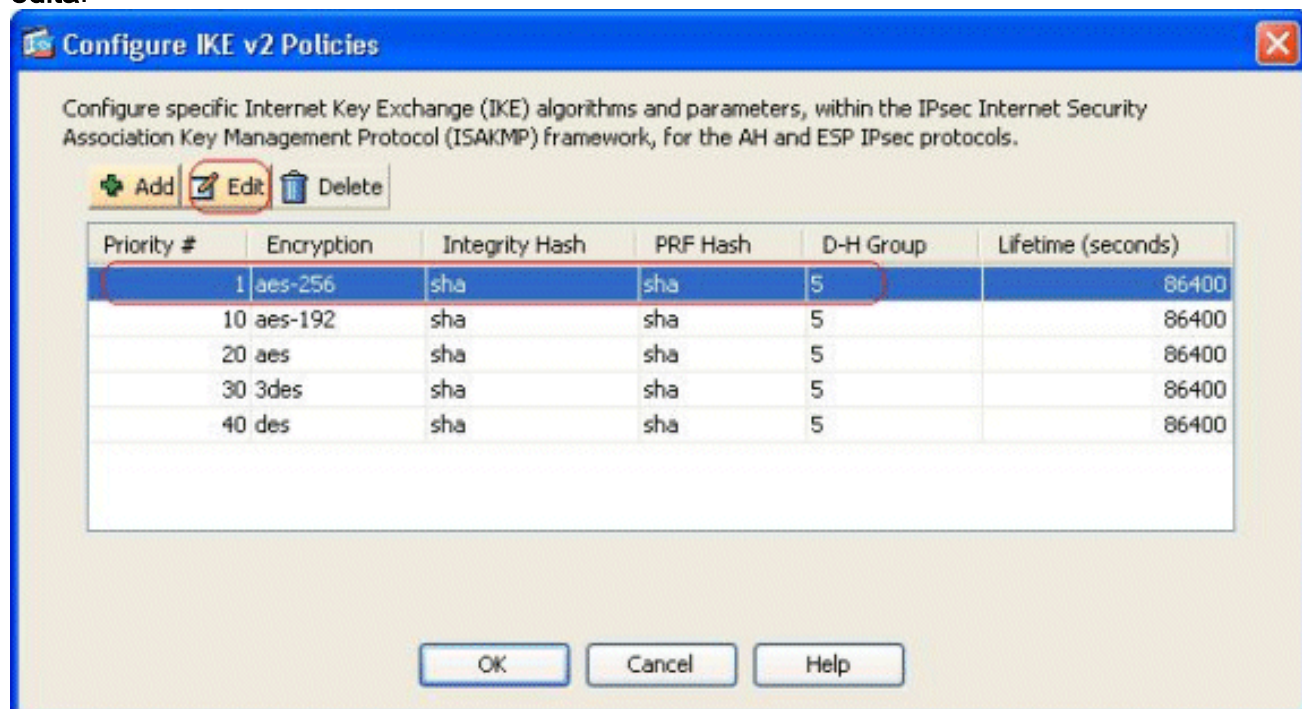 Configure IKE v2 Policies
Configure specific Internet Key Exchange (IKE) algorithms and parameters, within the IPsec Internet Security
Association Key Management Protocol (ISAKMP) framework, for the AH and ESP IPsec protocols.
Add Edit Delete
Priority # Encryption Integrity Hash PRF Hash D-H Group Lifetime (seconds)
1 aes-256 sha sha 5 86400
10 aes-192 sha sha 5 86400
20 aes sha sha 5 86400
30 3des sha sha 5 86400
40 des sha sha 5 86400
OK Cancel Help